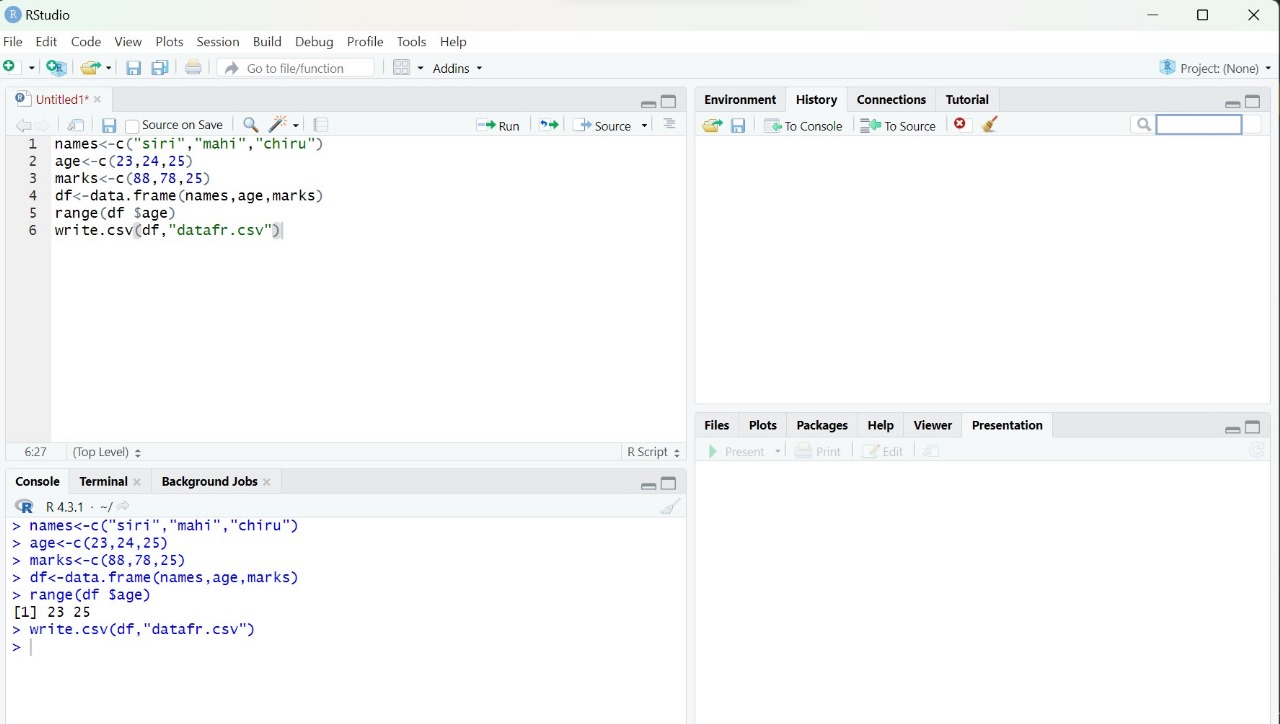 RStudio
File Edit Code View Plots Session Build Debug Profile Tools Help
Go to file/function Addins Project: (None)
Untitled1*
Source on Save Run Source
1 names<-c("siri","mahi","chiru")
2 age<-c(23,24,25)
3 marks<-c(88,78,25)
4 df<-data.frame(names,age,marks)
5 range(df $age)
6 write.csv(df,"datafr.csv")
6:27 (Top Level) R Script
Console Terminal Background Jobs
R 4.3.1 · ~/
> names<-c("siri","mahi","chiru")
> age<-c(23,24,25)
> marks<-c(88,78,25)
> df<-data.frame(names,age,marks)
> range(df $age)
[1] 23 25
> write.csv(df,"datafr.csv")
>
Environment History Connections Tutorial
To Console To Source
Files Plots Packages Help Viewer Presentation
Present Print Edit